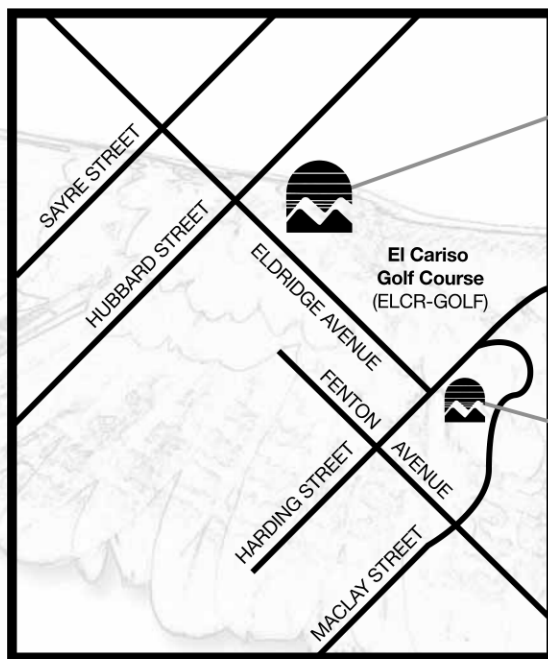 SAYRE STREET
HUBBARD STREET
ELDRIDGE AVENUE
El Cariso
Golf Course
(ELCR-GOLF)
FENTON
AVENUE
HARDING STREET
MACLAY STREET